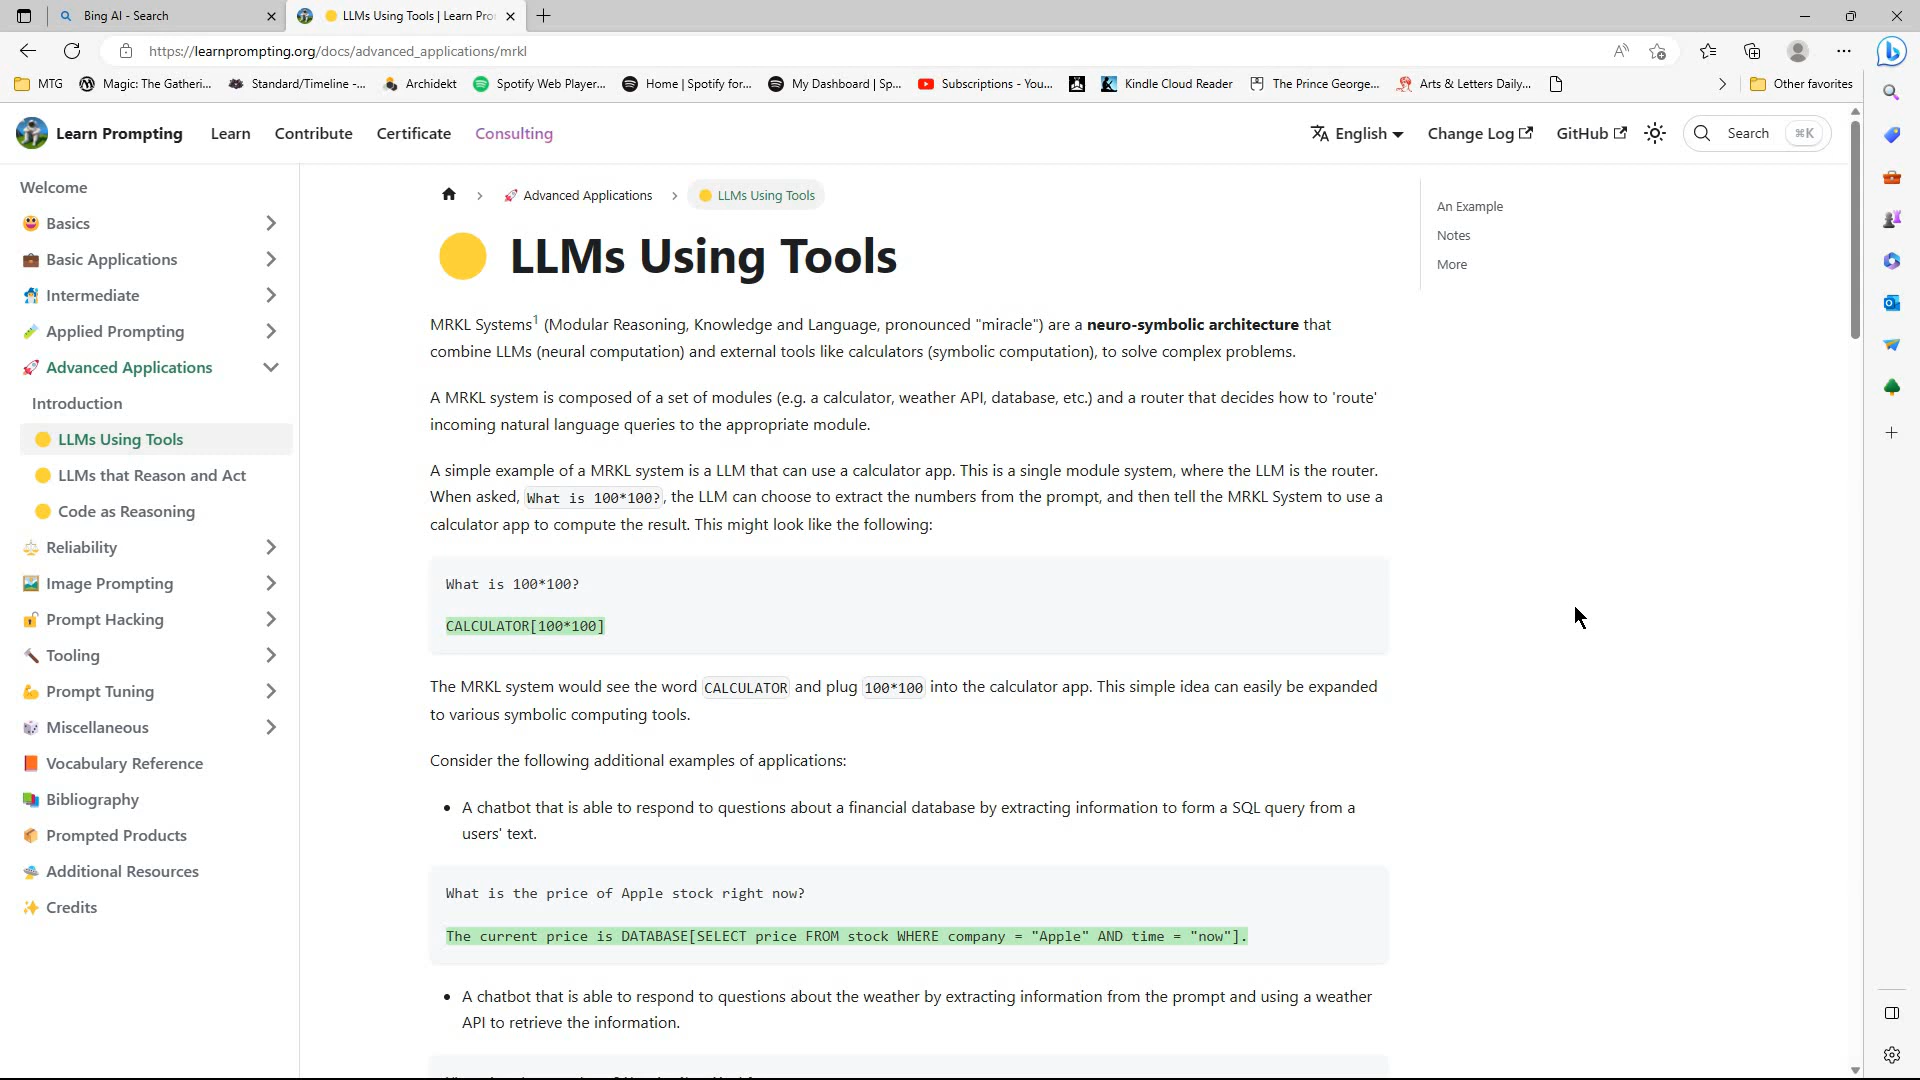 Bing AI - Search
LLMs Using Tools | Learn Pro
https://learnprompting.org/docs/advanced_applications/mrkl
MTG
Magic: The Gatheri...
Standard/Timeline -...
Archidekt
Spotify Web Player...
Home | Spotify for...
My Dashboard | Sp...
Subscriptions - You...
Kindle Cloud Reader
The Prince George...
Arts & Letters Daily...
Other favorites
Learn Prompting
Learn
Contribute
Certificate
Consulting
English
Change Log
GitHub
Search
⌘K
Welcome
Basics
Basic Applications
Intermediate
Applied Prompting
Advanced Applications
Introduction
LLMs Using Tools
LLMs that Reason and Act
Code as Reasoning
Reliability
Image Prompting
Prompt Hacking
Tooling
Prompt Tuning
Miscellaneous
Vocabulary Reference
Bibliography
Prompted Products
Additional Resources
Credits
Advanced Applications
LLMs Using Tools
LLMs Using Tools
MRKL Systems1 (Modular Reasoning, Knowledge and Language, pronounced "miracle") are a neuro-symbolic architecture that
combine LLMs (neural computation) and external tools like calculators (symbolic computation), to solve complex problems.
A MRKL system is composed of a set of modules (e.g. a calculator, weather API, database, etc.) and a router that decides how to 'route'
incoming natural language queries to the appropriate module.
A simple example of a MRKL system is a LLM that can use a calculator app. This is a single module system, where the LLM is the router.
When asked, What is 100*100?, the LLM can choose to extract the numbers from the prompt, and then tell the MRKL System to use a
calculator app to compute the result. This might look like the following:
What is 100*100?
CALCULATOR[100*100]
The MRKL system would see the word CALCULATOR and plug 100*100 into the calculator app. This simple idea can easily be expanded
to various symbolic computing tools.
Consider the following additional examples of applications:
• A chatbot that is able to respond to questions about a financial database by extracting information to form a SQL query from a
users' text.
What is the price of Apple stock right now?
The current price is DATABASE[SELECT price FROM stock WHERE company = "Apple" AND time = "now"].
• A chatbot that is able to respond to questions about the weather by extracting information from the prompt and using a weather
API to retrieve the information.
An Example
Notes
More